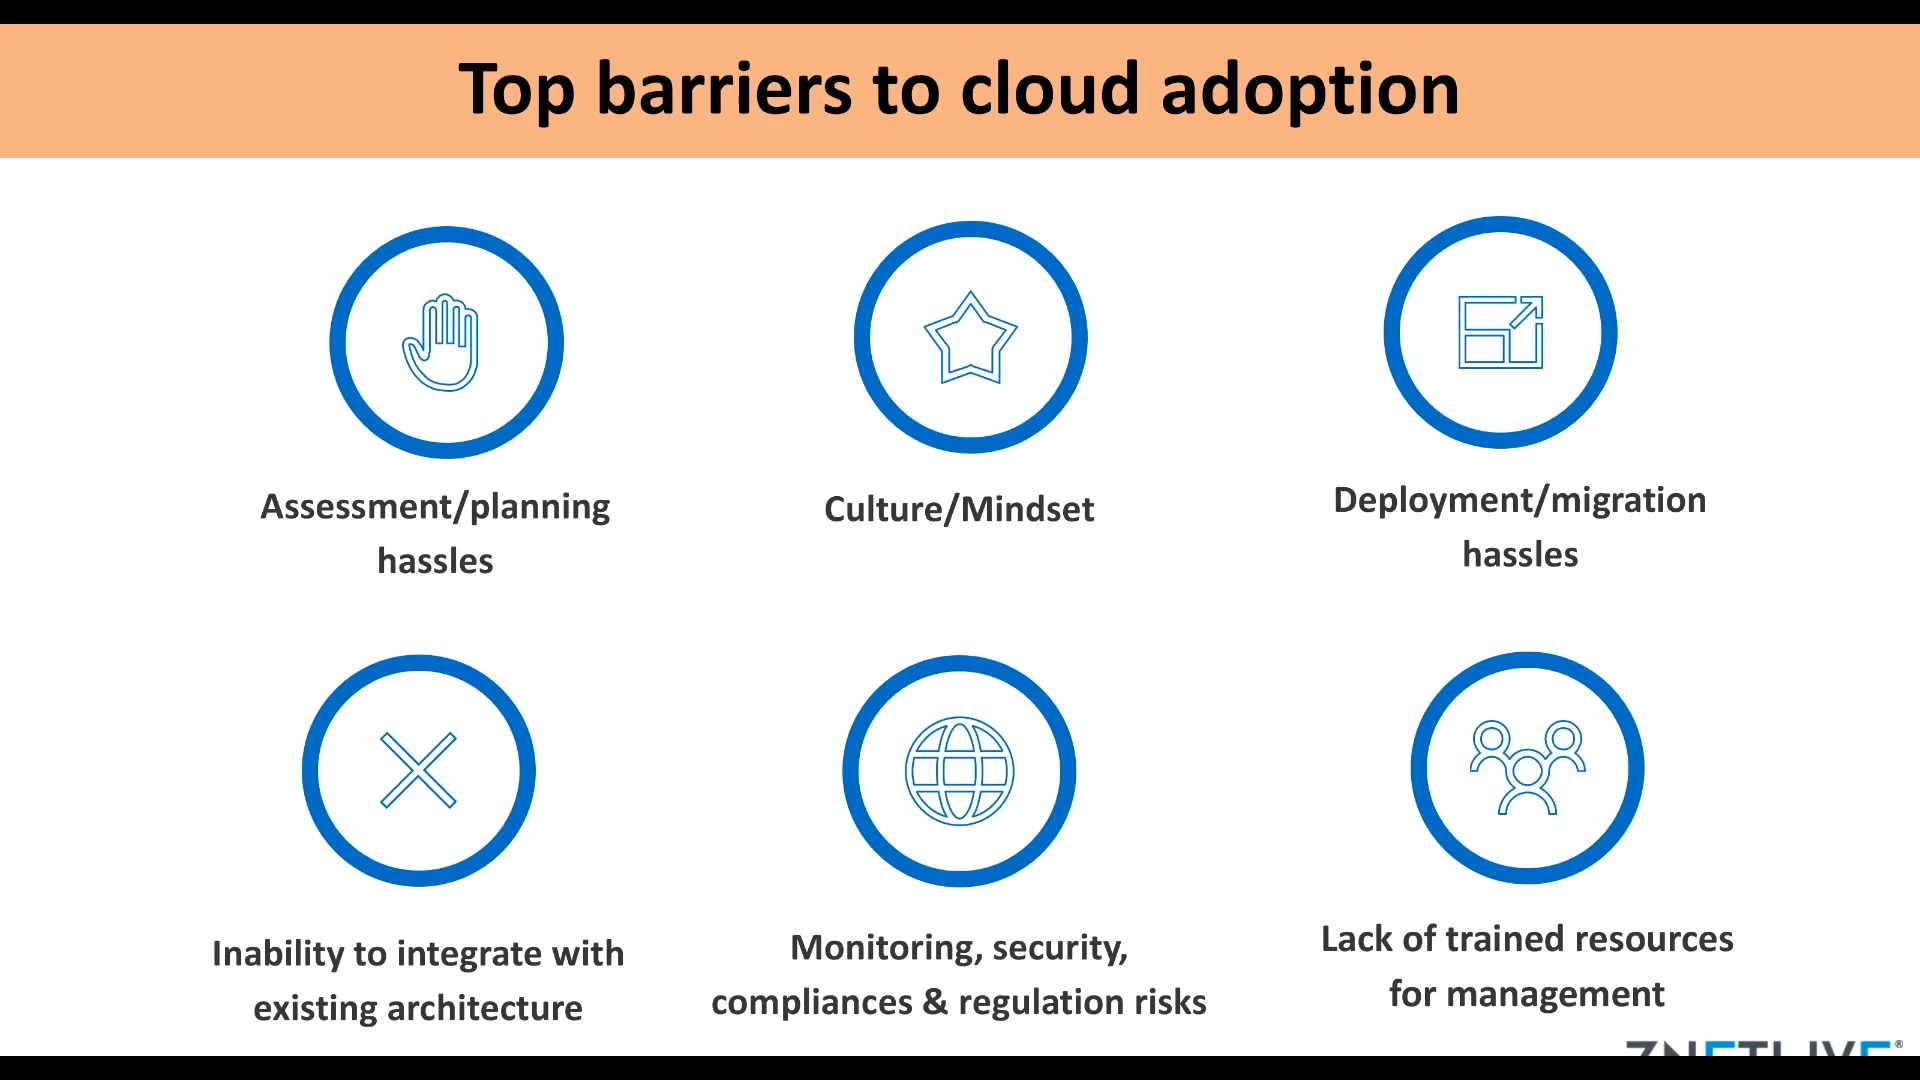 Top barriers to cloud adoption
Assessment/planning
hassles
Culture/Mindset
Deployment/migration
hassles
Inability to integrate with
existing architecture
Monitoring, security,
compliances & regulation risks
Lack of trained resources
for management
ZNETLIVE®